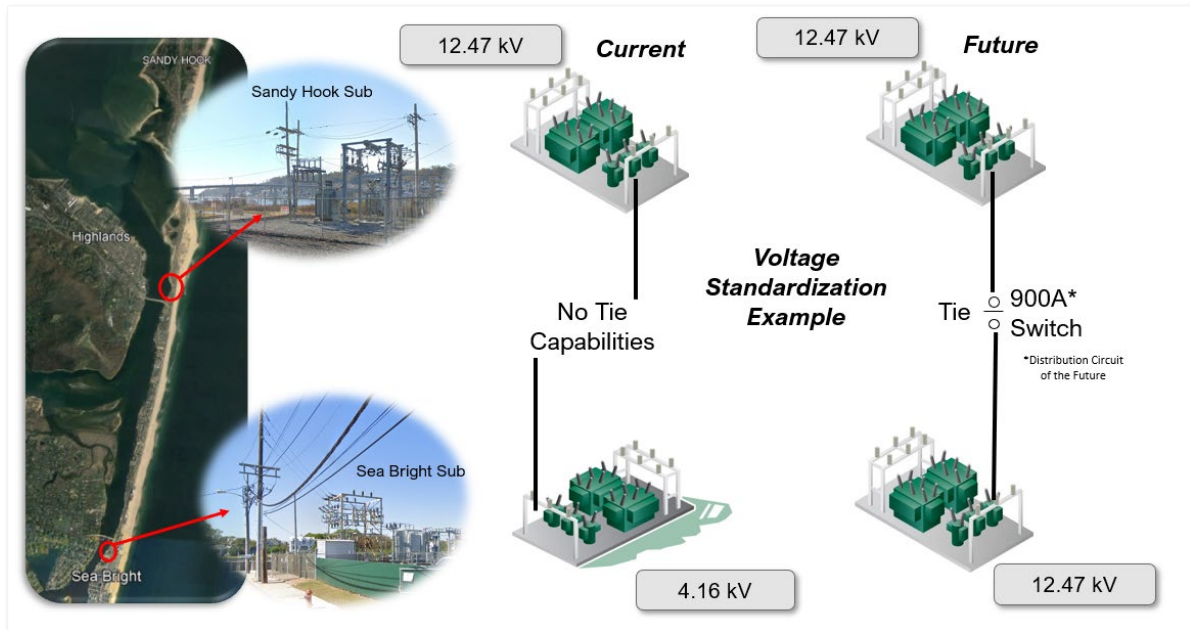 SANDY HOOK
Highlands
Sea Bright
Sandy Hook Sub
Sea Bright Sub
12.47 kV
Current
No Tie
Capabilities
4.16 kV
Voltage
Standardization
Example
12.47 kV
Future
Tie
900A*
Switch
*Distribution Circuit
of the Future
12.47 kV